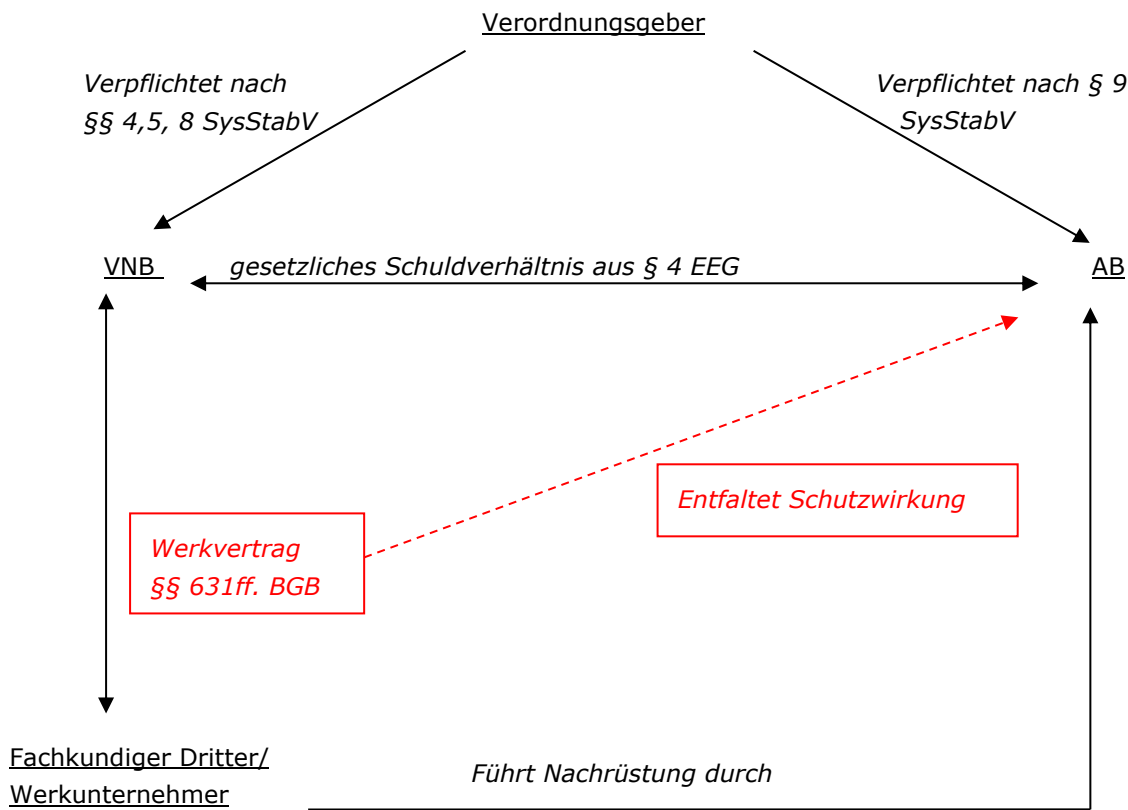 Verordnungsgeber
Verpflichtet nach
§§ 4,5, 8 SysStabV
Verpflichtet nach § 9
SysStabV
VNB
gesetzliches Schuldverhältnis aus § 4 EEG
AB
Entfaltet Schutzwirkung
Werkvertrag
§§ 631ff. BGB
Fachkundiger Dritter/
Werkunternehmer
Führt Nachrüstung durch